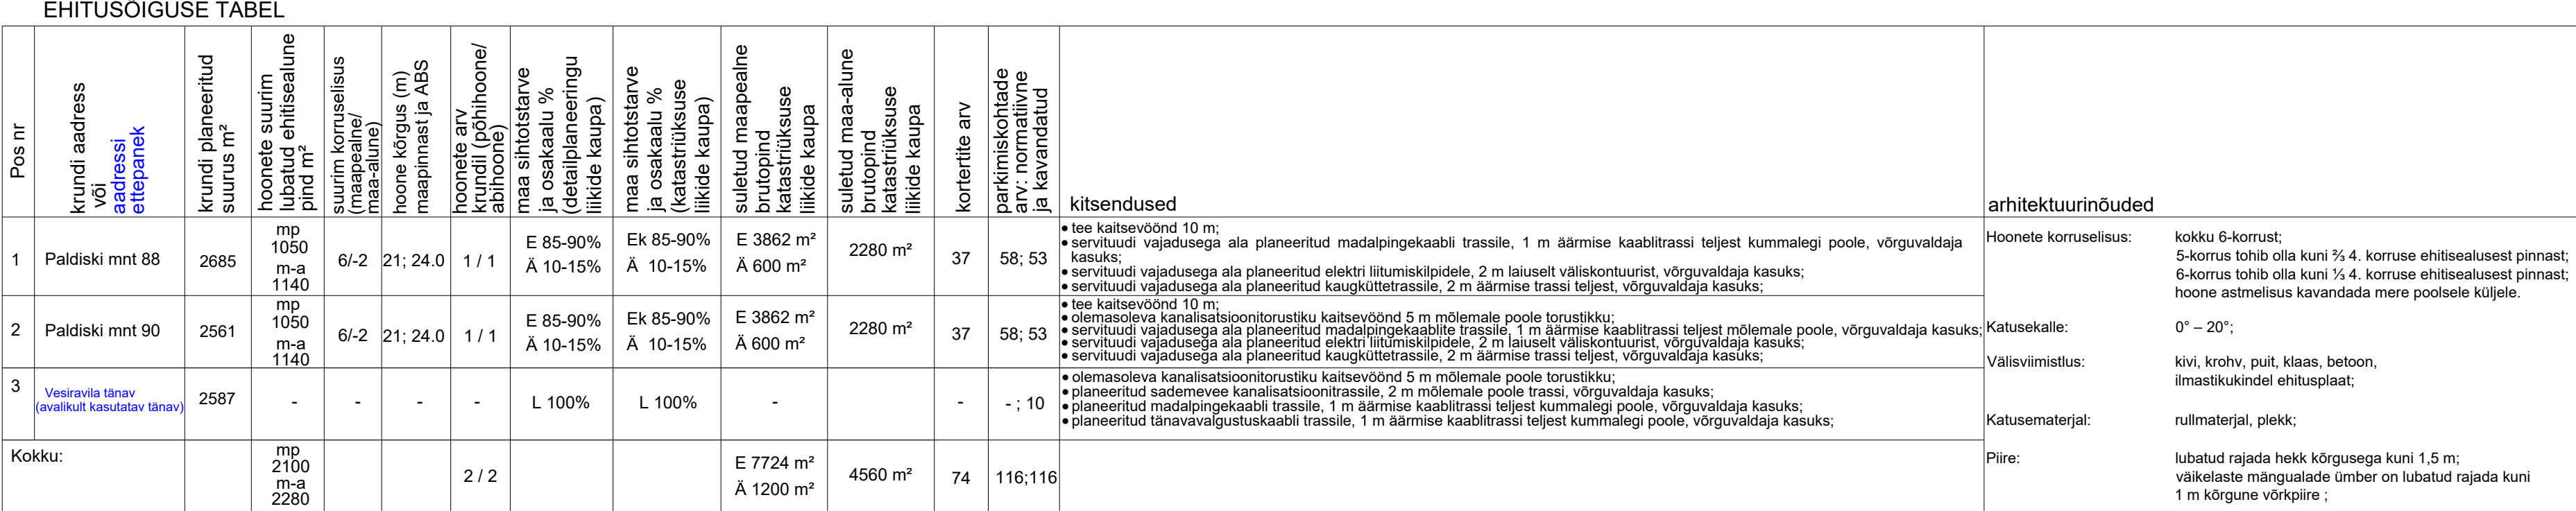 EHITUSÕIGUSE TABEL
Pos nr
krundi aadress
või
aadressi
ettepanek
krundi planeeritud
suurus m²
hoonete suurim
lubatud ehitisealune
pind m²
suurim korruselisus
(maapealne/
maa-alune)
hoone kõrgus (m)
maapinnast ja ABS
hoonete arv
krundil (põhihoone/
abihoone)
maa sihtotstarve
ja osakaalu %
(detailplaneeringu
liikide kaupa)
maa sihtotstarve
ja osakaalu %
(katastriüksuse
liikide kaupa)
suletud maapealne
brutopind
katastriüksuse
liikide kaupa
suletud maa-alune
brutopind
katastriüksuse
liikide kaupa
kortertite arv
parkimiskohtade
arv: normatiivne
ja kavandatud
kitsendused
arhitektuurinõuded
1
Paldiski mnt 88
2685
mp
1050
m-a
1140
6/-2
21; 24.0
1 / 1
E 85-90%
Ä 10-15%
Ek 85-90%
Ä 10-15%
E 3862 m²
Ä 600 m²
2280 m²
37
58; 53
• tee kaitsevöönd 10 m;
• servituudi vajadusega ala planeeritud madalpingekaabli trassile, 1 m äärmise kaablitrassi teljest kummalegi poole, võrguvaldaja
kasuks;
• servituudi vajadusega ala planeeritud elektri liitumiskilpidele, 2 m laiuselt väliskontuurist, võrguvaldaja kasuks;
• servituudi vajadusega ala planeeritud kaugküttetrassile, 2 m äärmise trassi teljest, võrguvaldaja kasuks;
2
Paldiski mnt 90
2561
mp
1050
m-a
1140
6/-2
21; 24.0
1 / 1
E 85-90%
Ä 10-15%
Ek 85-90%
Ä 10-15%
E 3862 m²
Ä 600 m²
2280 m²
37
58; 53
• tee kaitsevöönd 10 m;
• olemasoleva kanalisatsioonitorustiku kaitsevöönd 5 m mõlemale poole torustikku;
• servituudi vajadusega ala planeeritud madalpingekaablite trassile, 1 m äärmise kaablitrassi teljest mõlemale poole, võrguvaldaja kasuks;
• servituudi vajadusega ala planeeritud elektri liitumiskilpidele, 2 m laiuselt väliskontuurist, võrguvaldaja kasuks;
• servituudi vajadusega ala planeeritud kaugküttetrassile, 2 m äärmise trassi teljest, võrguvaldaja kasuks;
3
Vesiravila tänav
(avalikult kasutatav tänav)
2587
-
-
-
-
L 100%
L 100%
-
-
- ; 10
• olemasoleva kanalisatsioonitorustiku kaitsevöönd 5 m mõlemale poole torustikku;
• planeeritud sademevee kanalisatsioonitrassile, 2 m mõlemale poole trassi, võrguvaldaja kasuks;
• planeeritud madalpingekaabli trassile, 1 m äärmise kaablitrassi teljest kummalegi poole, võrguvaldaja kasuks;
• planeeritud tänavavalgustuskaabli trassile, 1 m äärmise kaablitrassi teljest kummalegi poole, võrguvaldaja kasuks;
Kokku:
mp
2100
m-a
2280
2 / 2
E 7724 m²
Ä 1200 m²
4560 m²
74
116;116
Hoonete korruselisus: kokku 6-korrust;
5-korrus tohib olla kuni ⅔ 4. korruse ehitisealusest pinnast;
6-korrus tohib olla kuni ⅓ 4. korruse ehitisealusest pinnast;
hoone astmelisus kavandada mere poolsele küljele.
Katusekalle: 0° – 20°;
Välisviimistlus: kivi, krohv, puit, klaas, betoon,
ilmastikukindel ehitusplaat;
Katusematerjal: rullmaterjal, plekk;
Piire: lubatud rajada hekk kõrgusega kuni 1,5 m;
väikelaste mängualade ümber on lubatud rajada kuni
1 m kõrgune võrkpiire ;